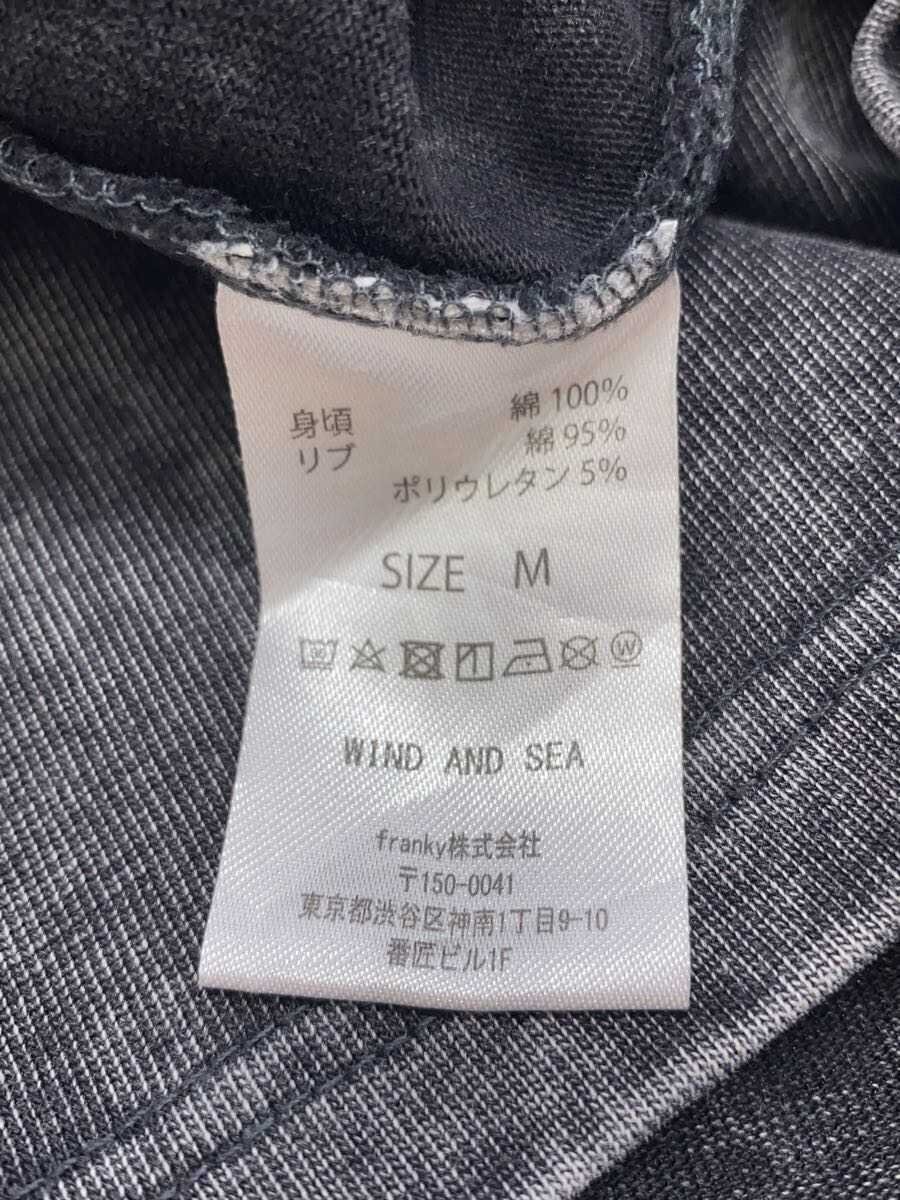 身頃 綿 100%
リブ 綿 95%
ポリウレタン 5%
SIZE M
WIND AND SEA
franky株式会社
〒150-0041
東京都渋谷区神南1丁目9-10
番匠ビル1F